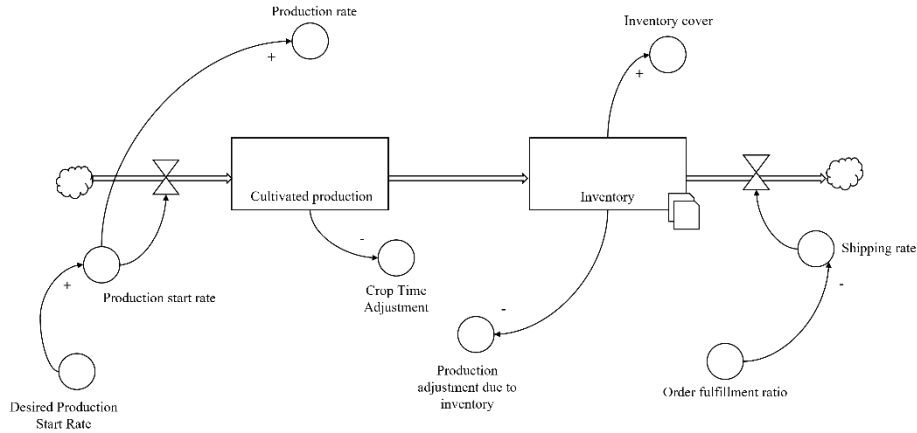 Production rate
Inventory cover
+
+
Cultivated production
Inventory
-
Production start rate
+
Crop Time
Adjustment
Shipping rate
-
-
Production
adjustment due to
inventory
Order fulfillment ratio
Desired Production
Start Rate